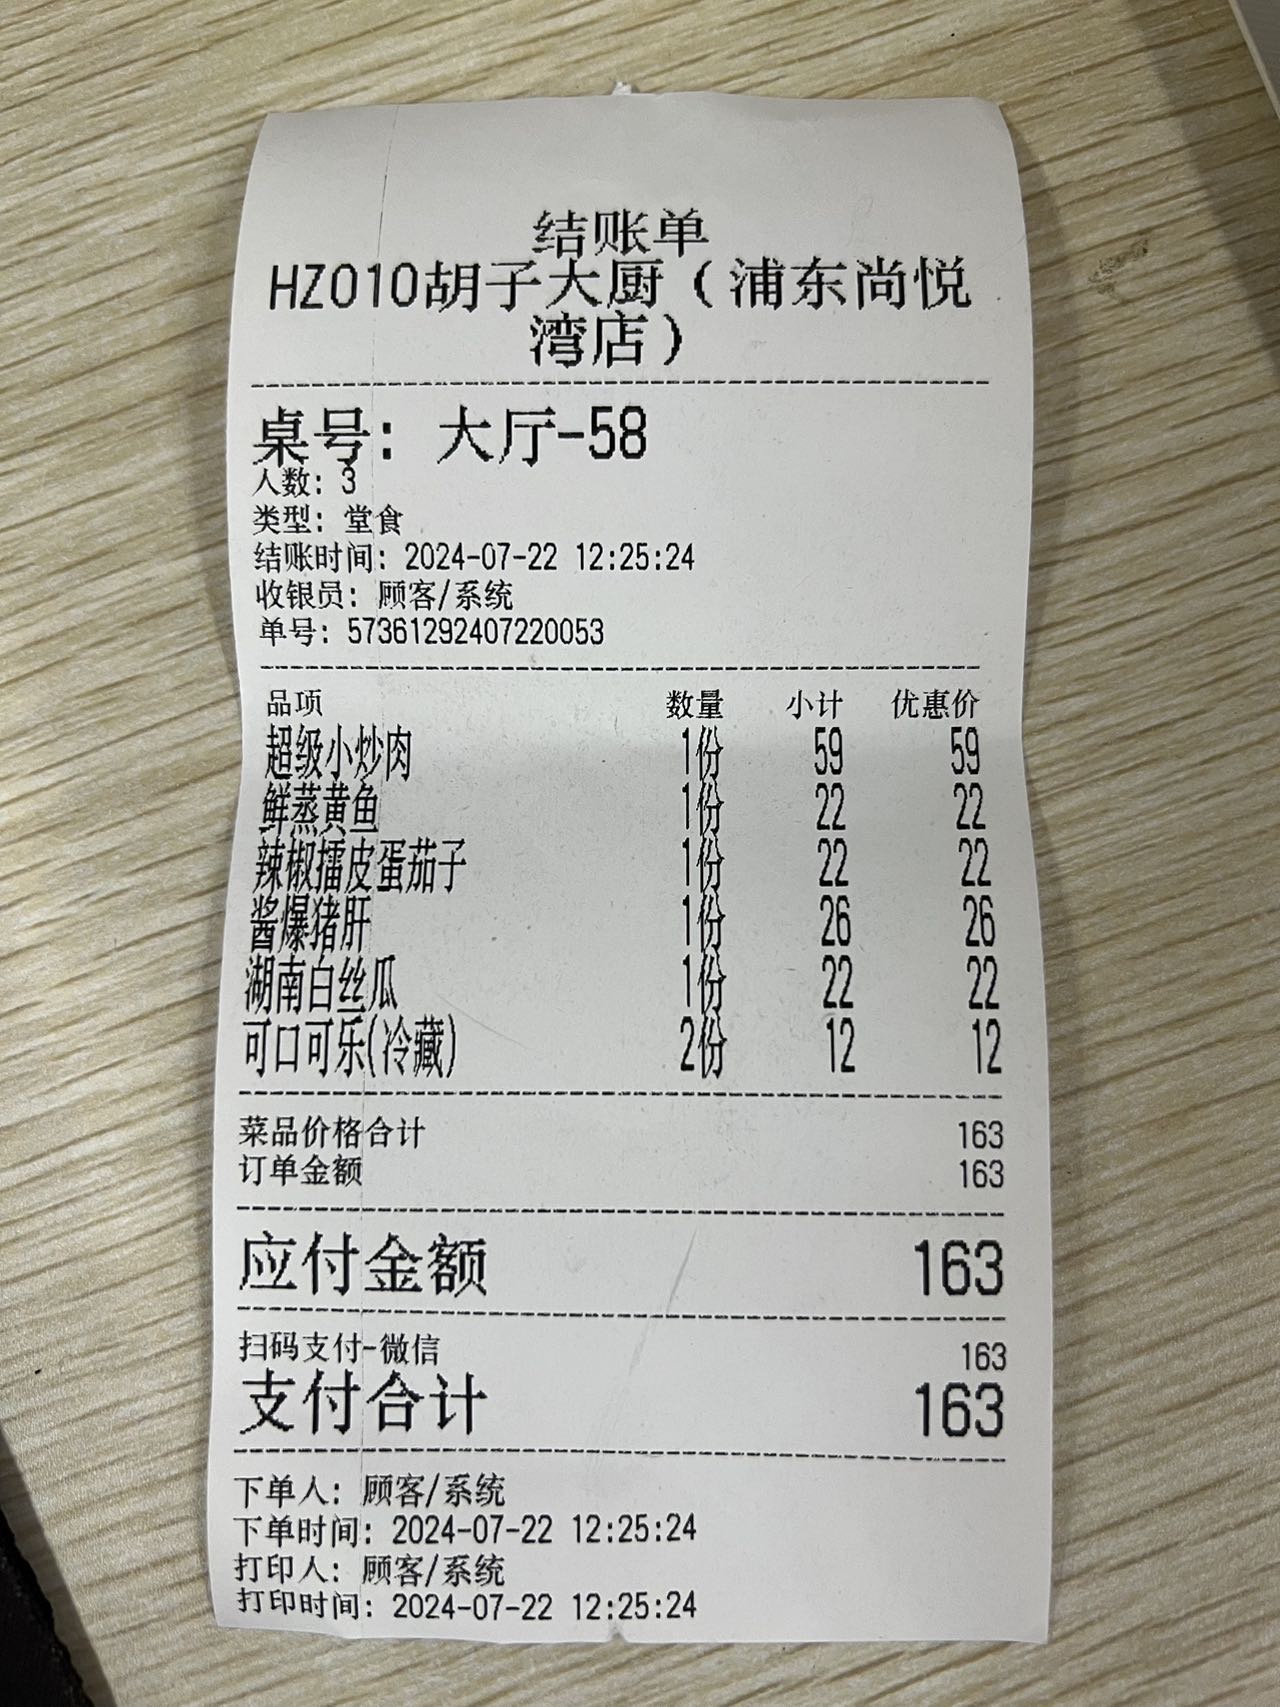 结账单
HZ010胡子大厨（浦东尚悦
湾店）
桌号：大厅-58
人数：3
类型：堂食
结账时间：2024-07-22 12:25:24
收银员：顾客/系统
单号：57361292407220053
品项 数量 小计 优惠价
超级小炒肉 1份 59 59
鲜蒸黄鱼 1份 22 22
辣椒擂皮蛋茄子 1份 22 22
酱爆猪肝 1份 26 26
湖南白丝瓜 1份 22 22
可口可乐(冷藏) 2份 12 12
菜品价格合计 163
订单金额 163
应付金额 163
扫码支付-微信 163
支付合计 163
下单人：顾客/系统
下单时间：2024-07-22 12:25:24
打印人：顾客/系统
打印时间：2024-07-22 12:25:24